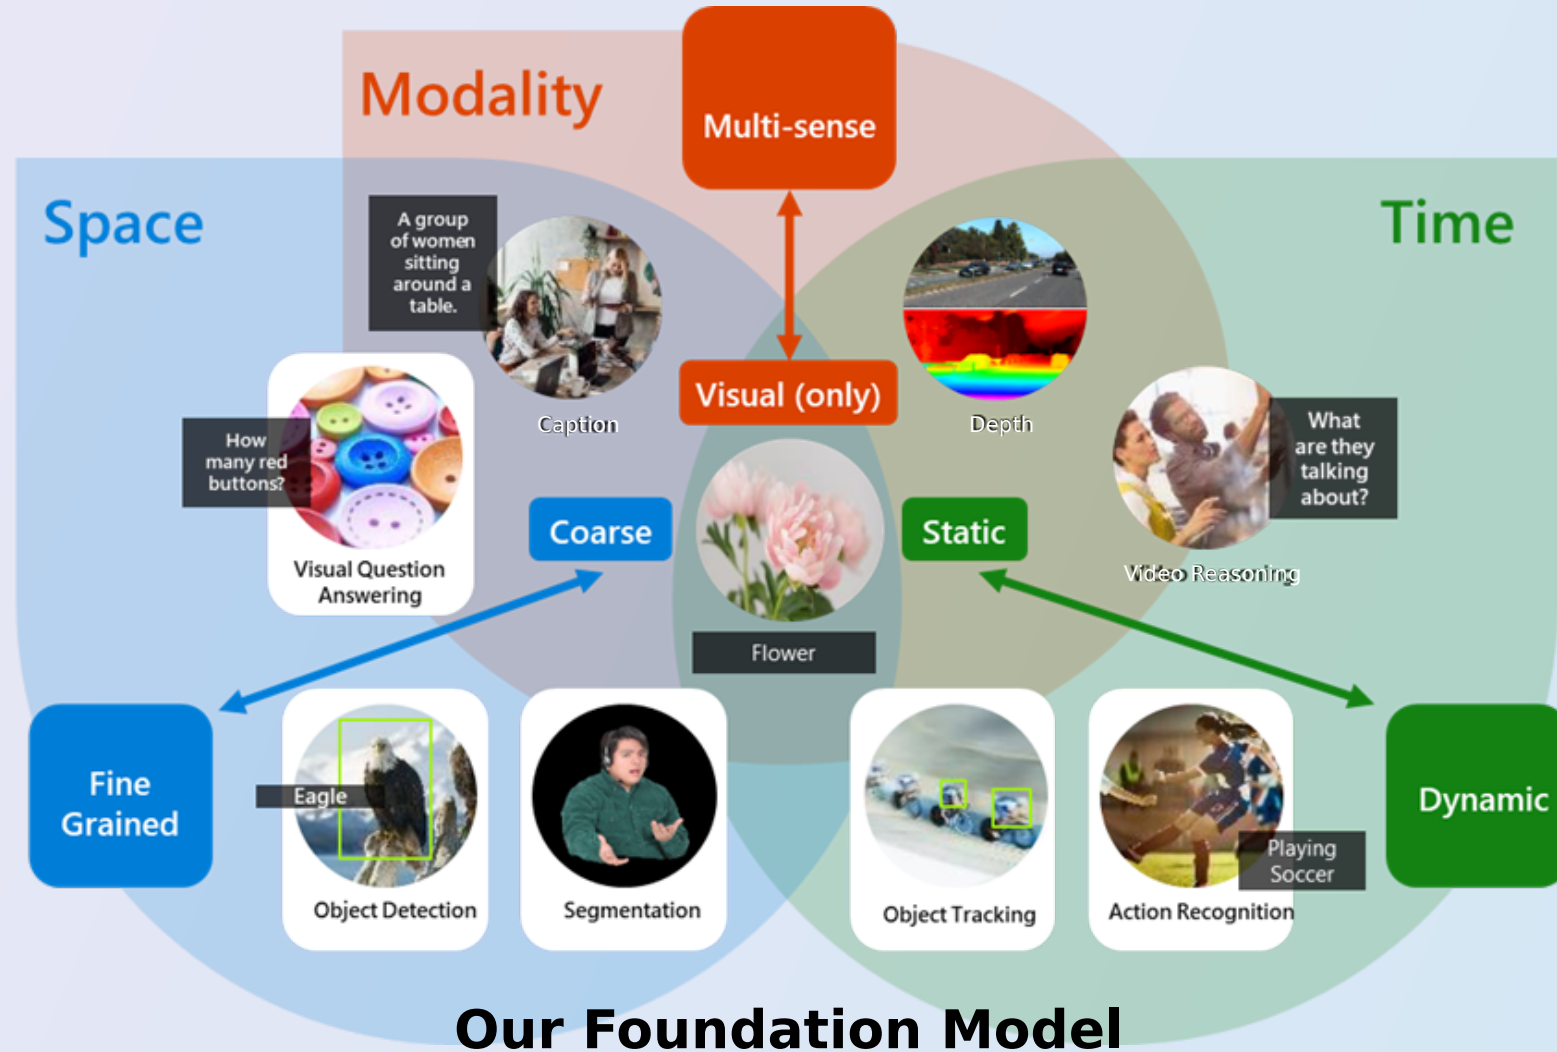 Modality
Multi-sense
Space
Time
A group
of women
sitting
around a
table.
Caption
Visual (only)
Depth
How
many red
buttons?
Visual Question
Answering
What
are they
talking
about?
Video Reasoning
Coarse
Static
Flower
Fine
Grained
Eagle
Object Detection
Segmentation
Object Tracking
Action Recognition
Playing
Soccer
Dynamic
Our Foundation Model